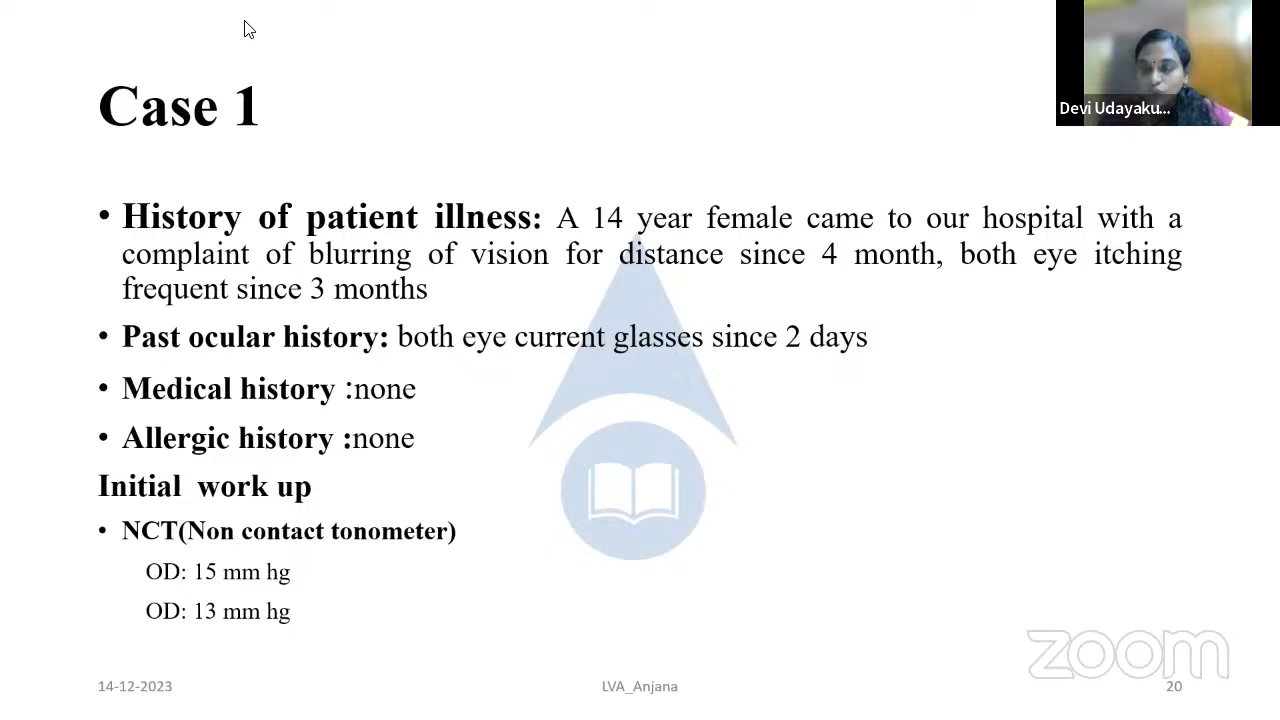 Devi Udayaku...
Case 1
• History of patient illness: A 14 year female came to our hospital with a
complaint of blurring of vision for distance since 4 month, both eye itching
frequent since 3 months
• Past ocular history: both eye current glasses since 2 days
• Medical history :none
• Allergic history :none
Initial work up
• NCT(Non contact tonometer)
OD: 15 mm hg
OD: 13 mm hg
zoom
14-12-2023
LVA_Anjana
20